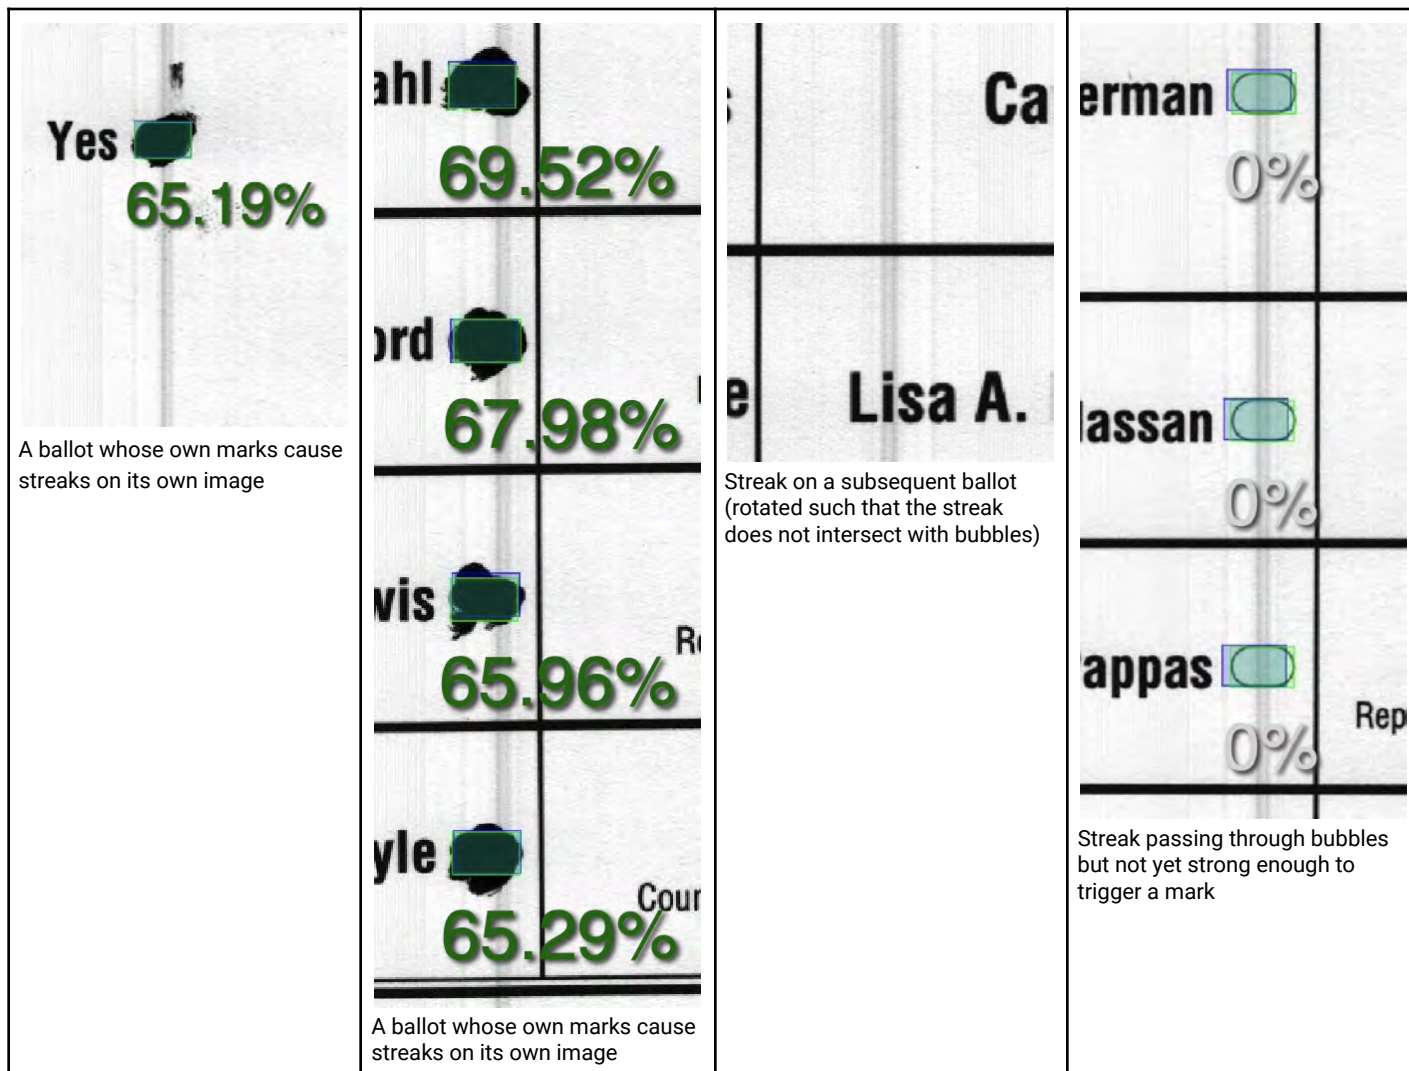 Yes
65.19%
A ballot whose own marks cause
streaks on its own image
ahl
69.52%
ord
67.98%
vis
65.96%
Re
yle
Cour
65.29%
A ballot whose own marks cause
streaks on its own image
Ca
e
Lisa A.
Streak on a subsequent ballot
(rotated such that the streak
does not intersect with bubbles)
erman
0%
lassan
0%
appas
0%
Rep
Streak passing through bubbles
but not yet strong enough to
trigger a mark